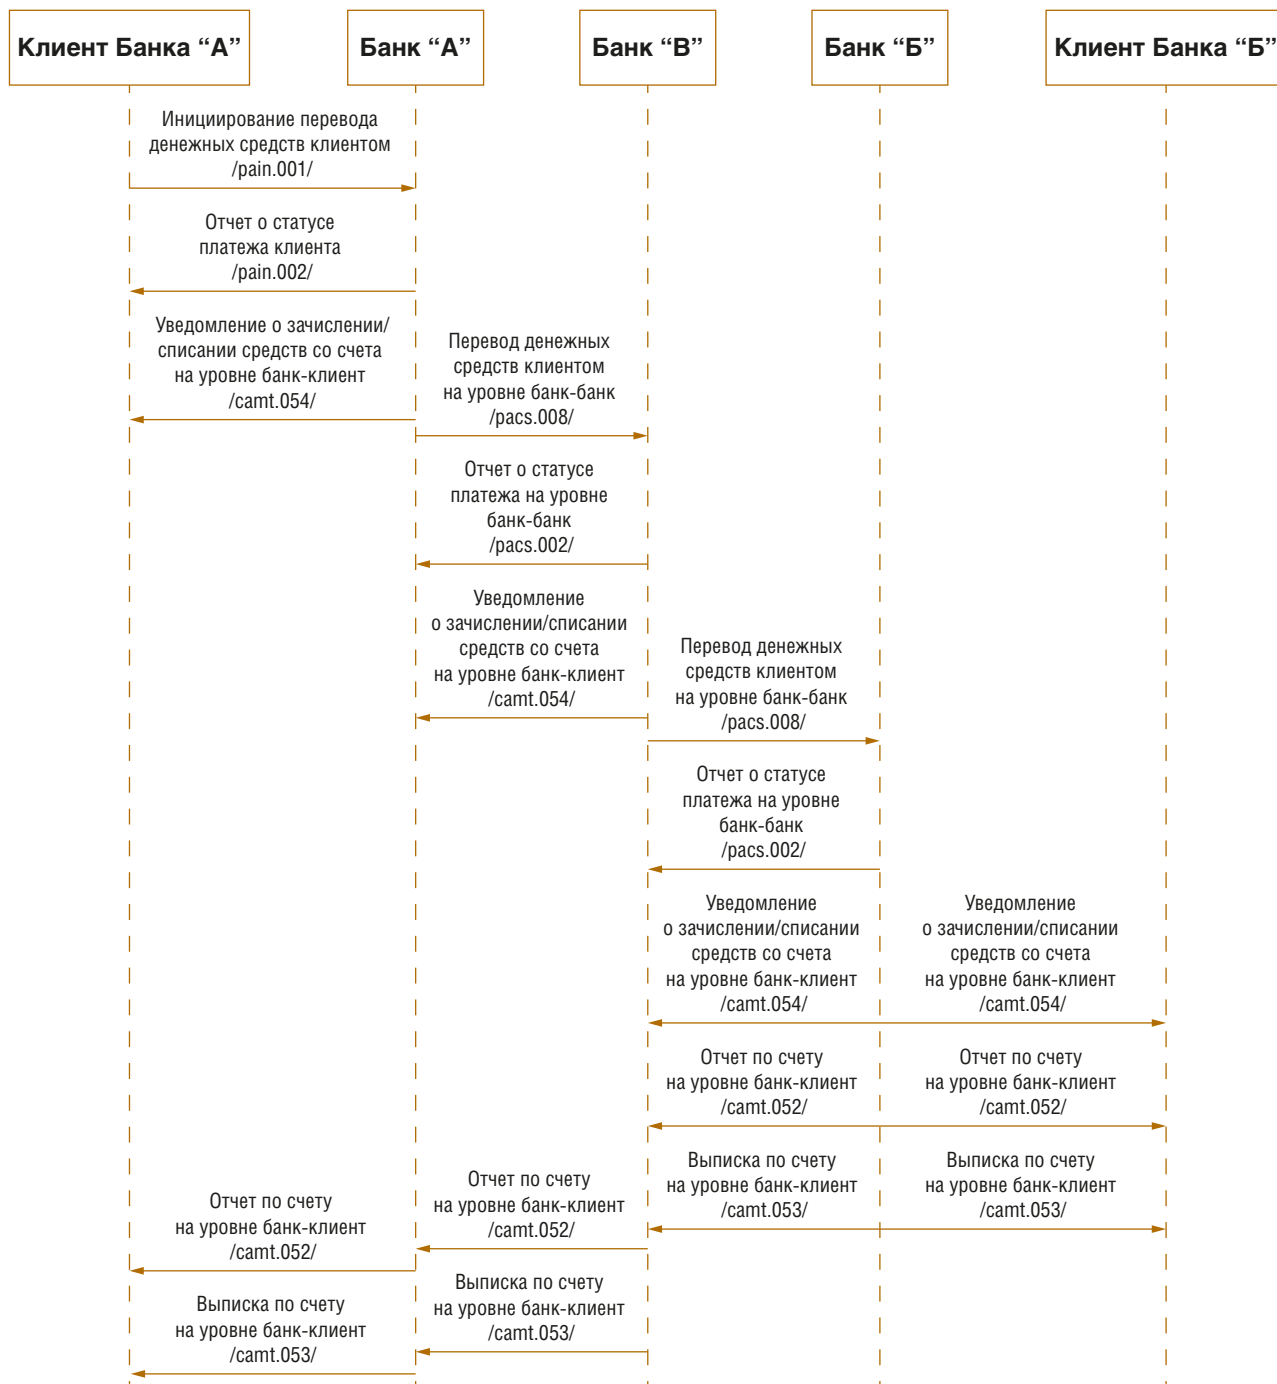 Клиент Банка “А”
Банк “А”
Банк “В”
Банк “Б”
Клиент Банка “Б”
Инициирование перевода
денежных средств клиентом
/pain.001/
Отчет о статусе
платежа клиента
/pain.002/
Уведомление о зачислении/
списании средств со счета
на уровне банк-клиент
/camt.054/
Перевод денежных
средств клиентом
на уровне банк-банк
/pacs.008/
Отчет о статусе
платежа на уровне
банк-банк
/pacs.002/
Уведомление
о зачислении/списании
средств со счета
на уровне банк-клиент
/camt.054/
Перевод денежных
средств клиентом
на уровне банк-банк
/pacs.008/
Отчет о статусе
платежа на уровне
банк-банк
/pacs.002/
Уведомление
о зачислении/списании
средств со счета
на уровне банк-клиент
/camt.054/
Уведомление
о зачислении/списании
средств со счета
на уровне банк-клиент
/camt.054/
Отчет по счету
на уровне банк-клиент
/camt.052/
Отчет по счету
на уровне банк-клиент
/camt.052/
Выписка по счету
на уровне банк-клиент
/camt.053/
Выписка по счету
на уровне банк-клиент
/camt.053/
Отчет по счету
на уровне банк-клиент
/camt.052/
Отчет по счету
на уровне банк-клиент
/camt.052/
Выписка по счету
на уровне банк-клиент
/camt.053/
Выписка по счету
на уровне банк-клиент
/camt.053/